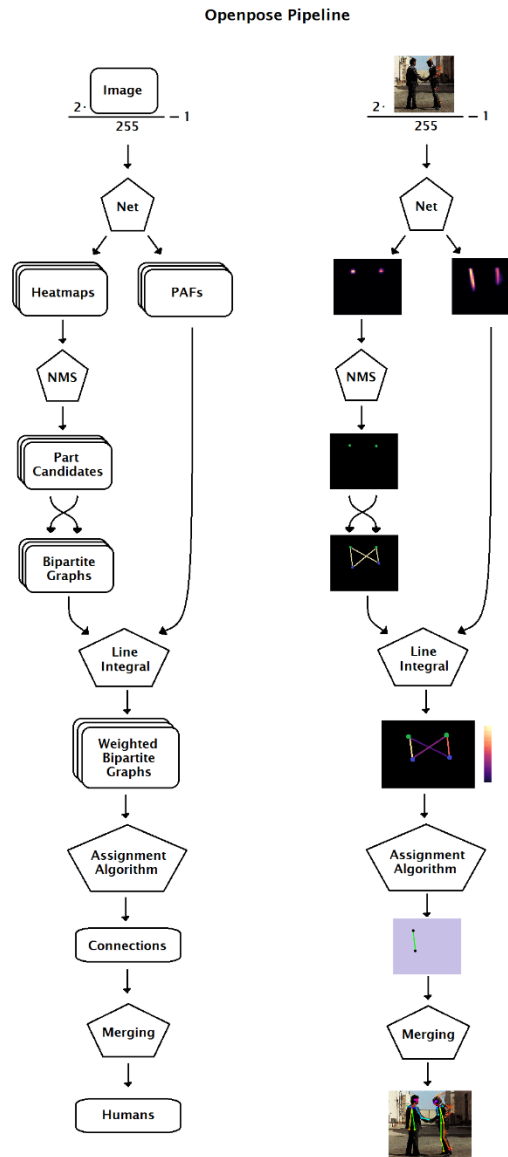 Openpose Pipeline
2· Image
255
− 1
Net
Heatmaps
PAFs
NMS
Part
Candidates
Bipartite
Graphs
Line
Integral
Weighted
Bipartite
Graphs
Assignment
Algorithm
Connections
Merging
Humans
2·
255
− 1
Net
NMS
Line
Integral
Assignment
Algorithm
Merging